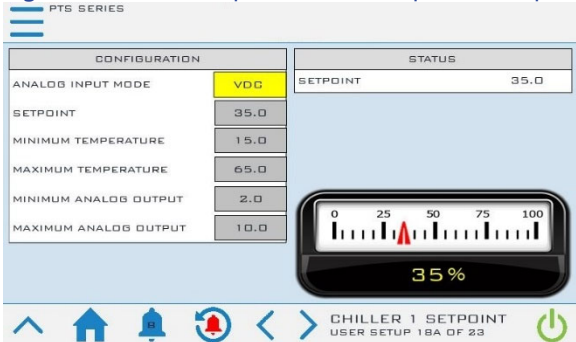 PTS SERIES
CONFIGURATION
ANALOG INPUT MODE VDC
SETPOINT 35.0
MINIMUM TEMPERATURE 15.0
MAXIMUM TEMPERATURE 65.0
MINIMUM ANALOG OUTPUT 2.0
MAXIMUM ANALOG OUTPUT 10.0
STATUS
SETPOINT 35.0
0 25 50 75 100
35%
CHILLER 1 SETPOINT
USER SETUP 18A OF 23